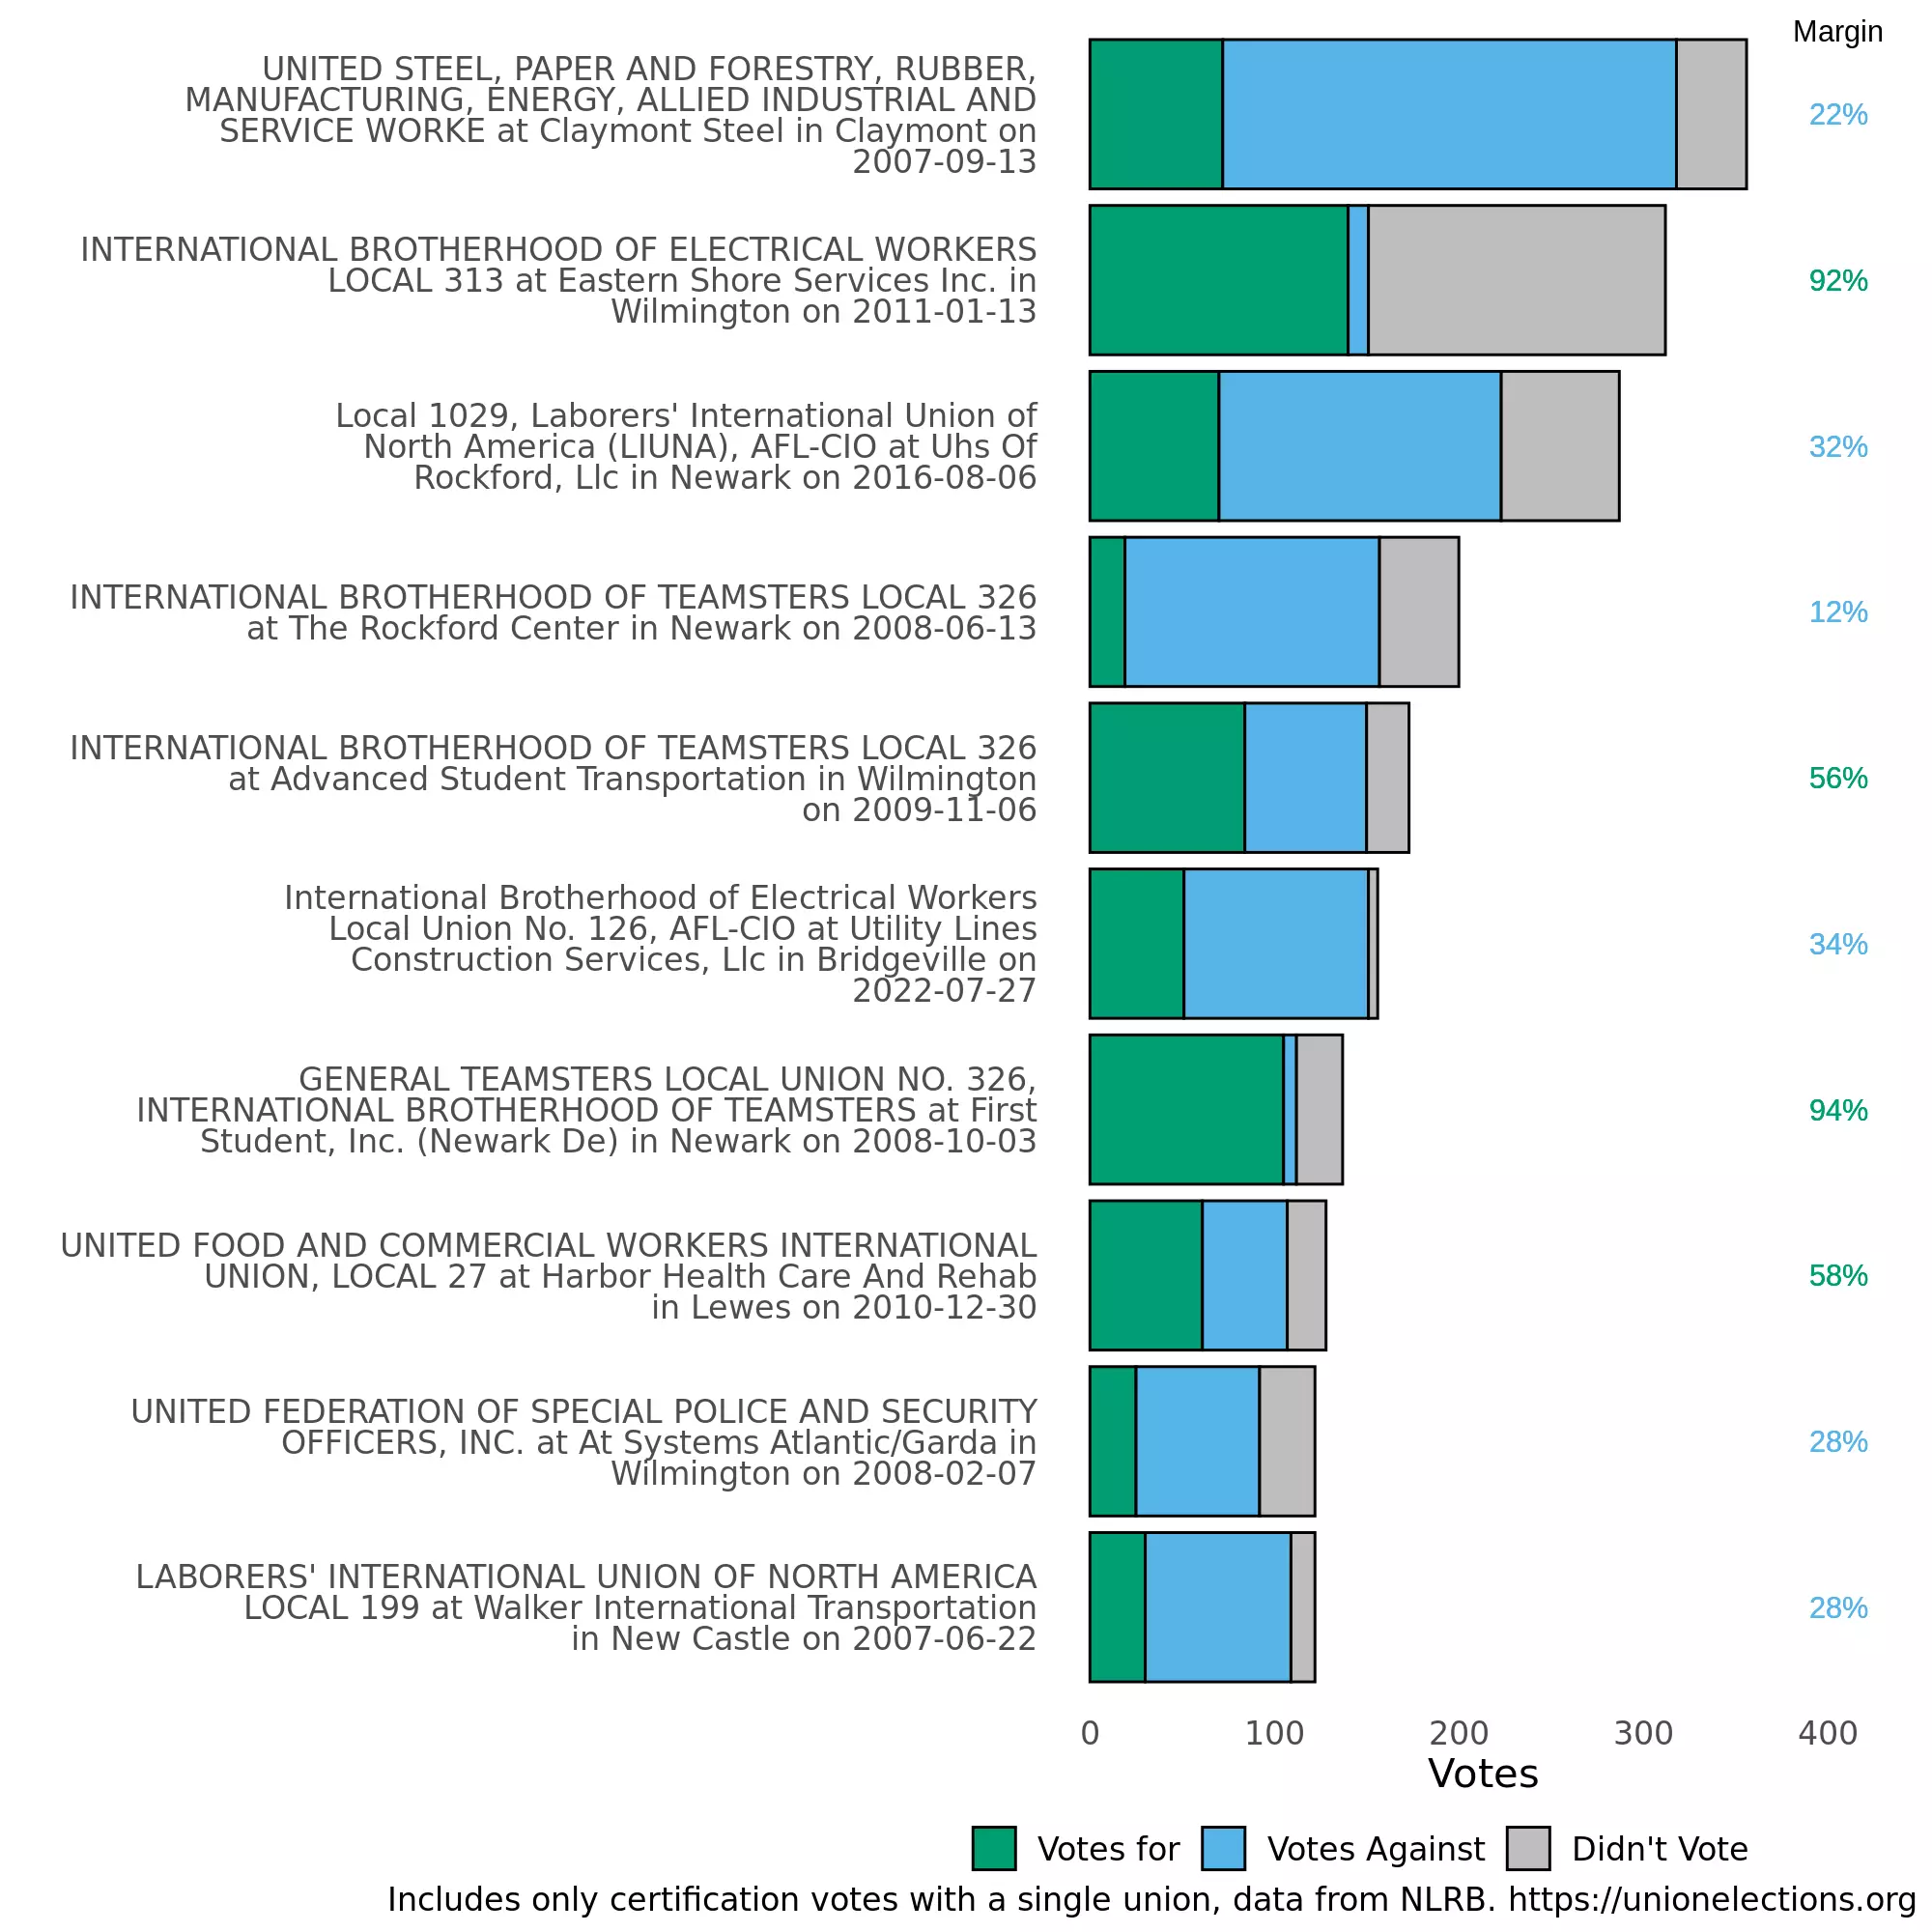 Margin
UNITED STEEL, PAPER AND FORESTRY, RUBBER,
MANUFACTURING, ENERGY, ALLIED INDUSTRIAL AND
SERVICE WORKE at Claymont Steel in Claymont on
2007-09-13
22%
INTERNATIONAL BROTHERHOOD OF ELECTRICAL WORKERS
LOCAL 313 at Eastern Shore Services Inc. in
Wilmington on 2011-01-13
92%
Local 1029, Laborers' International Union of
North America (LIUNA), AFL-CIO at Uhs Of
Rockford, Llc in Newark on 2016-08-06
32%
INTERNATIONAL BROTHERHOOD OF TEAMSTERS LOCAL 326
at The Rockford Center in Newark on 2008-06-13
12%
INTERNATIONAL BROTHERHOOD OF TEAMSTERS LOCAL 326
at Advanced Student Transportation in Wilmington
on 2009-11-06
56%
International Brotherhood of Electrical Workers
Local Union No. 126, AFL-CIO at Utility Lines
Construction Services, Llc in Bridgeville on
2022-07-27
34%
GENERAL TEAMSTERS LOCAL UNION NO. 326,
INTERNATIONAL BROTHERHOOD OF TEAMSTERS at First
Student, Inc. (Newark De) in Newark on 2008-10-03
94%
UNITED FOOD AND COMMERCIAL WORKERS INTERNATIONAL
UNION, LOCAL 27 at Harbor Health Care And Rehab
in Lewes on 2010-12-30
58%
UNITED FEDERATION OF SPECIAL POLICE AND SECURITY
OFFICERS, INC. at At Systems Atlantic/Garda in
Wilmington on 2008-02-07
28%
LABORERS' INTERNATIONAL UNION OF NORTH AMERICA
LOCAL 199 at Walker International Transportation
in New Castle on 2007-06-22
28%
0 100 200 300 400
Votes
Votes for Votes Against Didn't Vote
Includes only certification votes with a single union, data from NLRB. https://unionelections.org